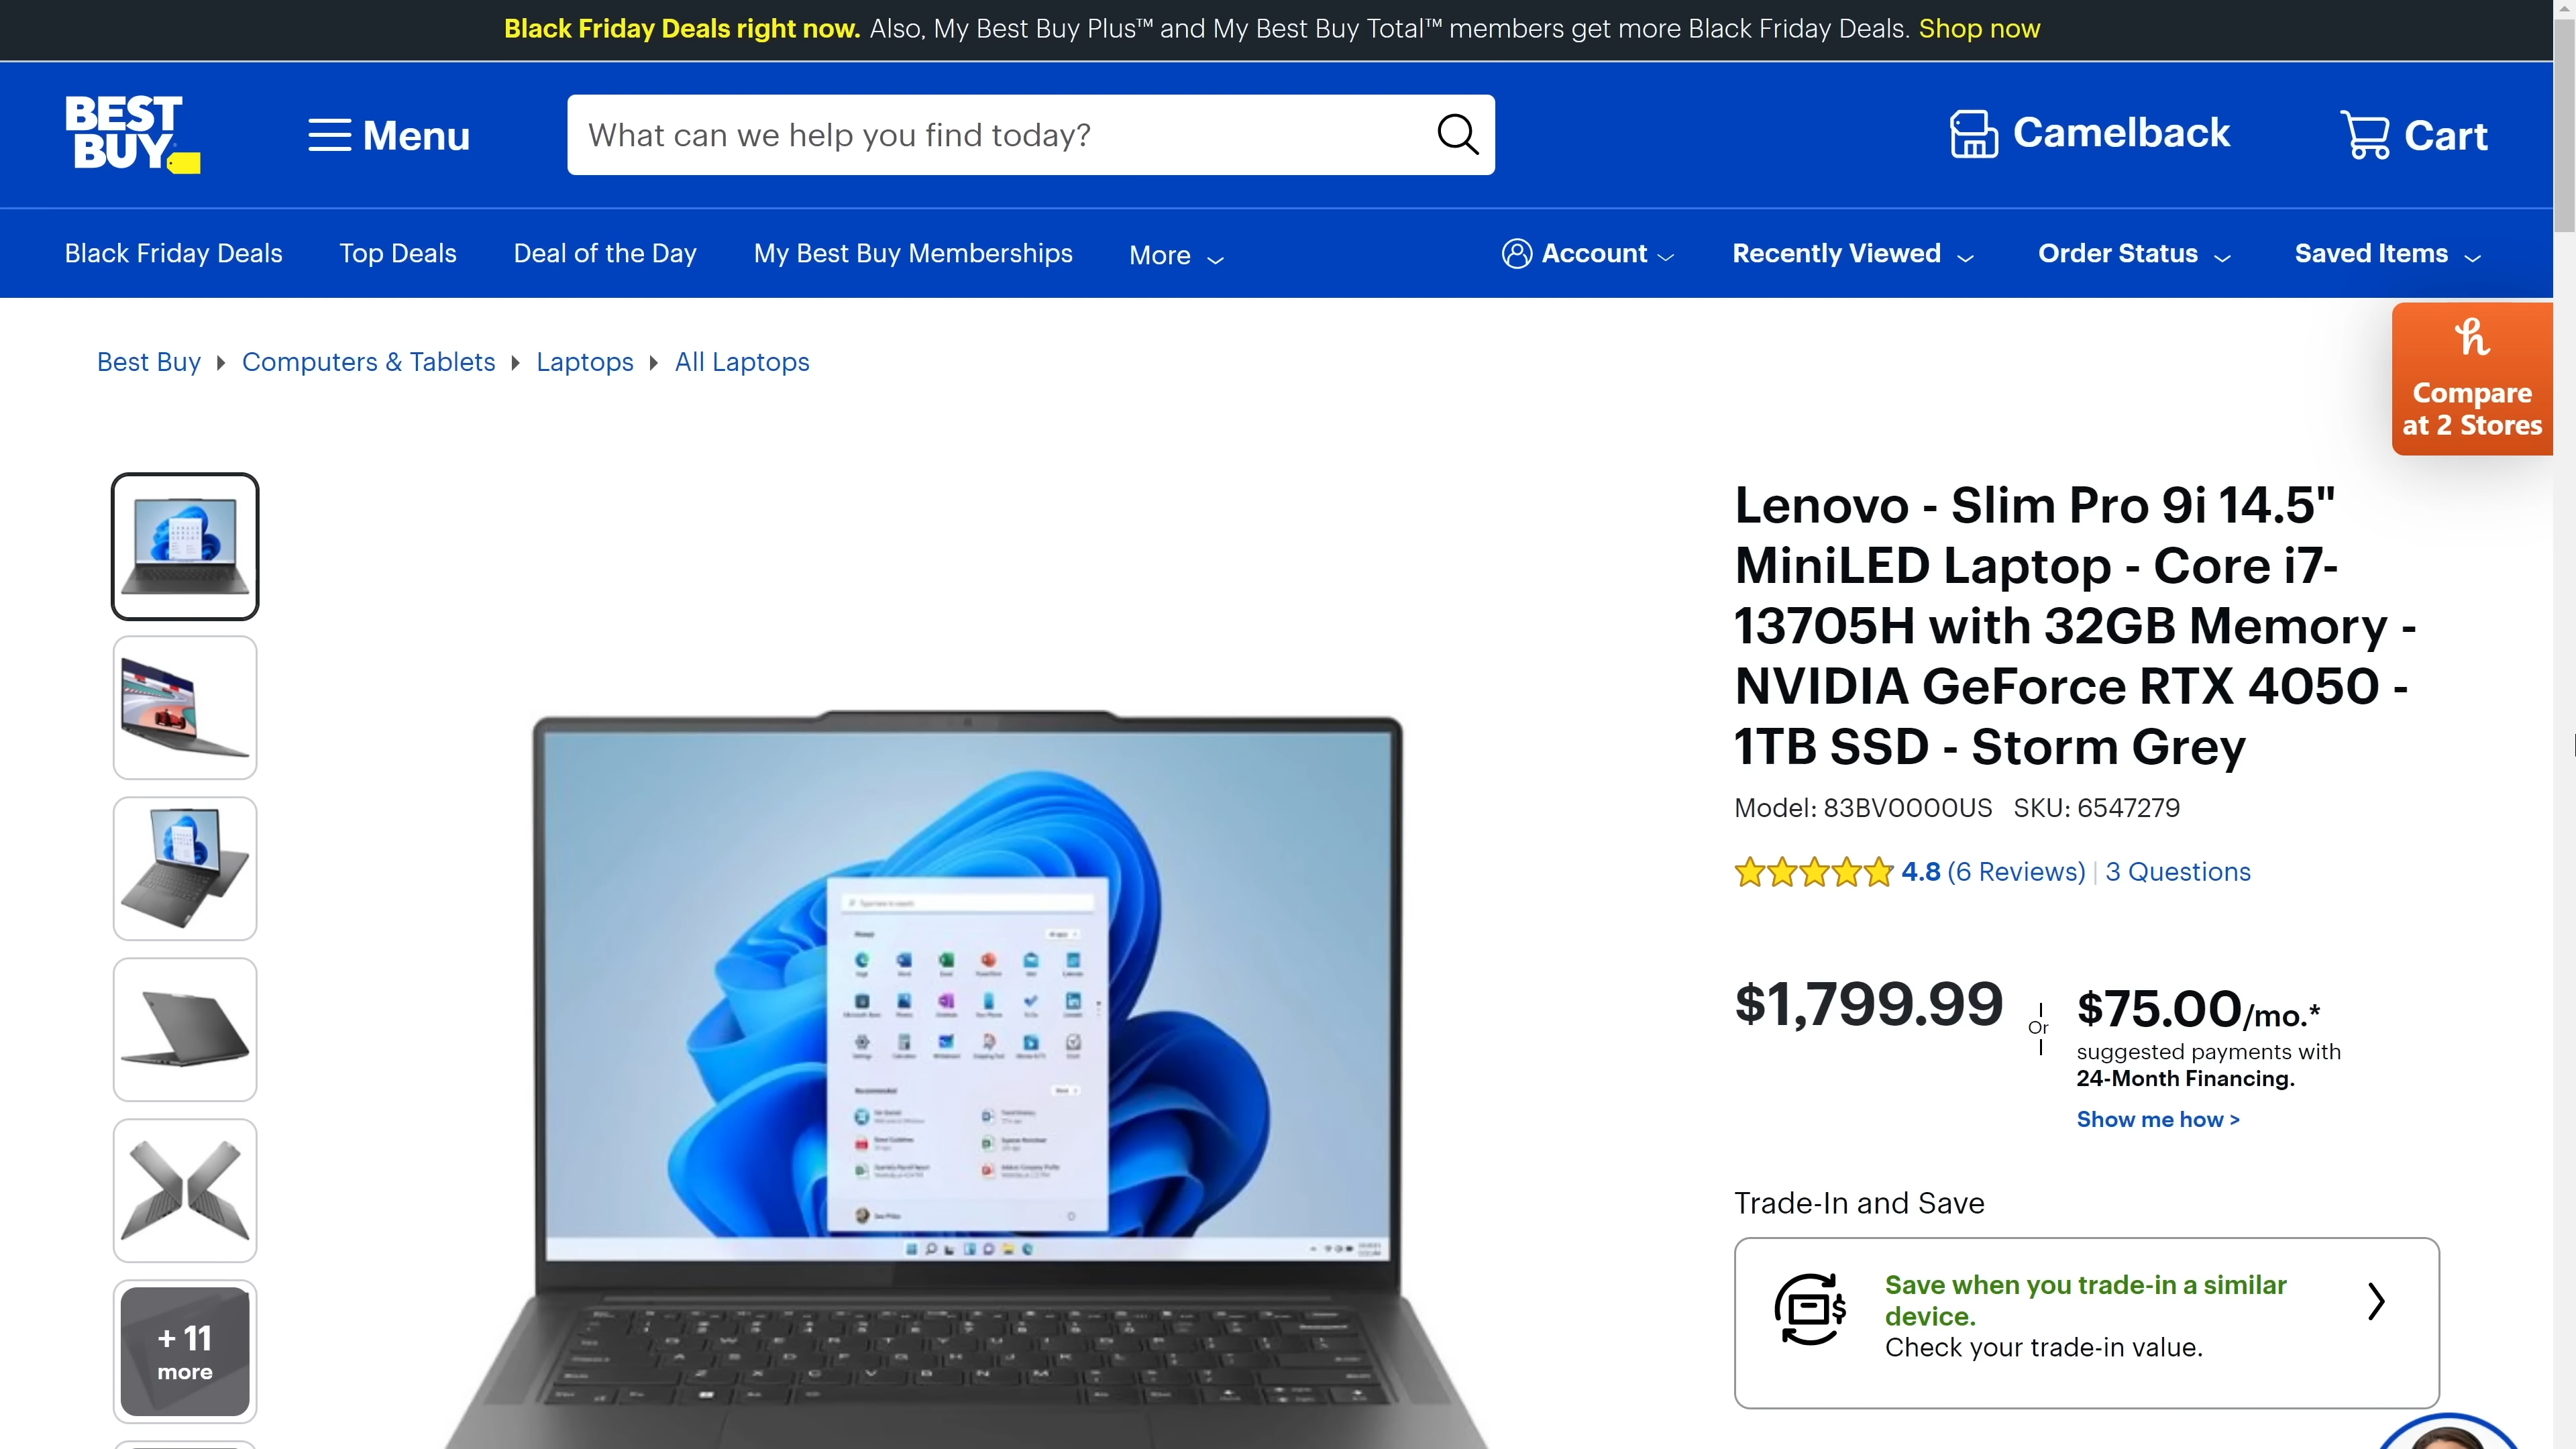 Black Friday Deals right now. Also, My Best Buy Plus™ and My Best Buy Total™ members get more Black Friday Deals. Shop now
BEST
BUY
Menu
What can we help you find today?
Camelback
Cart
Black Friday Deals
Top Deals
Deal of the Day
My Best Buy Memberships
More
Account
Recently Viewed
Order Status
Saved Items
Best Buy
Computers & Tablets
Laptops
All Laptops
Compare
at 2 Stores
Lenovo - Slim Pro 9i 14.5"
MiniLED Laptop - Core i7-
13705H with 32GB Memory -
NVIDIA GeForce RTX 4050 -
1TB SSD - Storm Grey
Model: 83BV0000US SKU: 6547279
4.8 (6 Reviews) | 3 Questions
$1,799.99
Or
$75.00/mo.*
suggested payments with
24-Month Financing.
Show me how >
Trade-In and Save
Save when you trade-in a similar
device.
Check your trade-in value.
+ 11
more